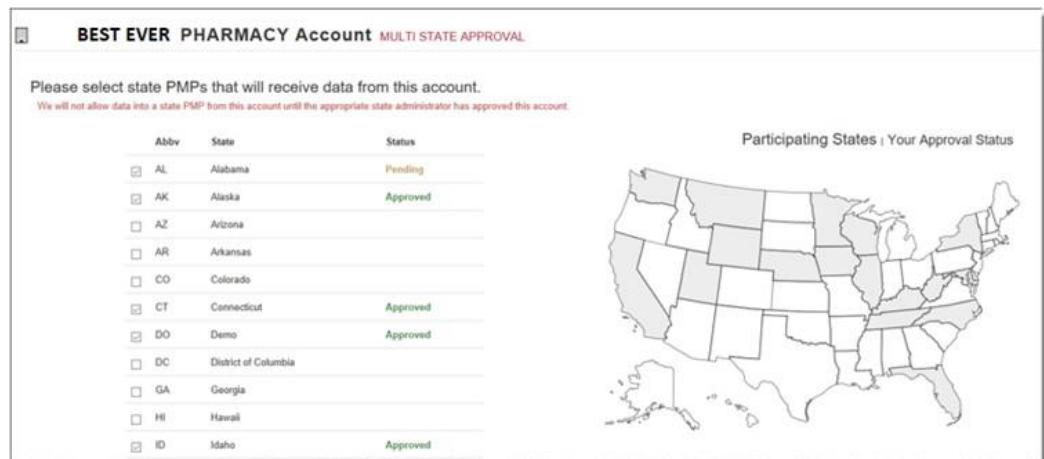 BEST EVER PHARMACY Account MULTI STATE APPROVAL
Please select state PMPs that will receive data from this account.
We will not allow data into a state PMP from this account until the appropriate state administrator has approved this account.
Participating States | Your Approval Status
Abbv State Status
AL Alabama Pending
AK Alaska Approved
AZ Arizona
AR Arkansas
CO Colorado
CT Connecticut Approved
DO Demo Approved
DC District of Columbia
GA Georgia
HI Hawaii
ID Idaho Approved